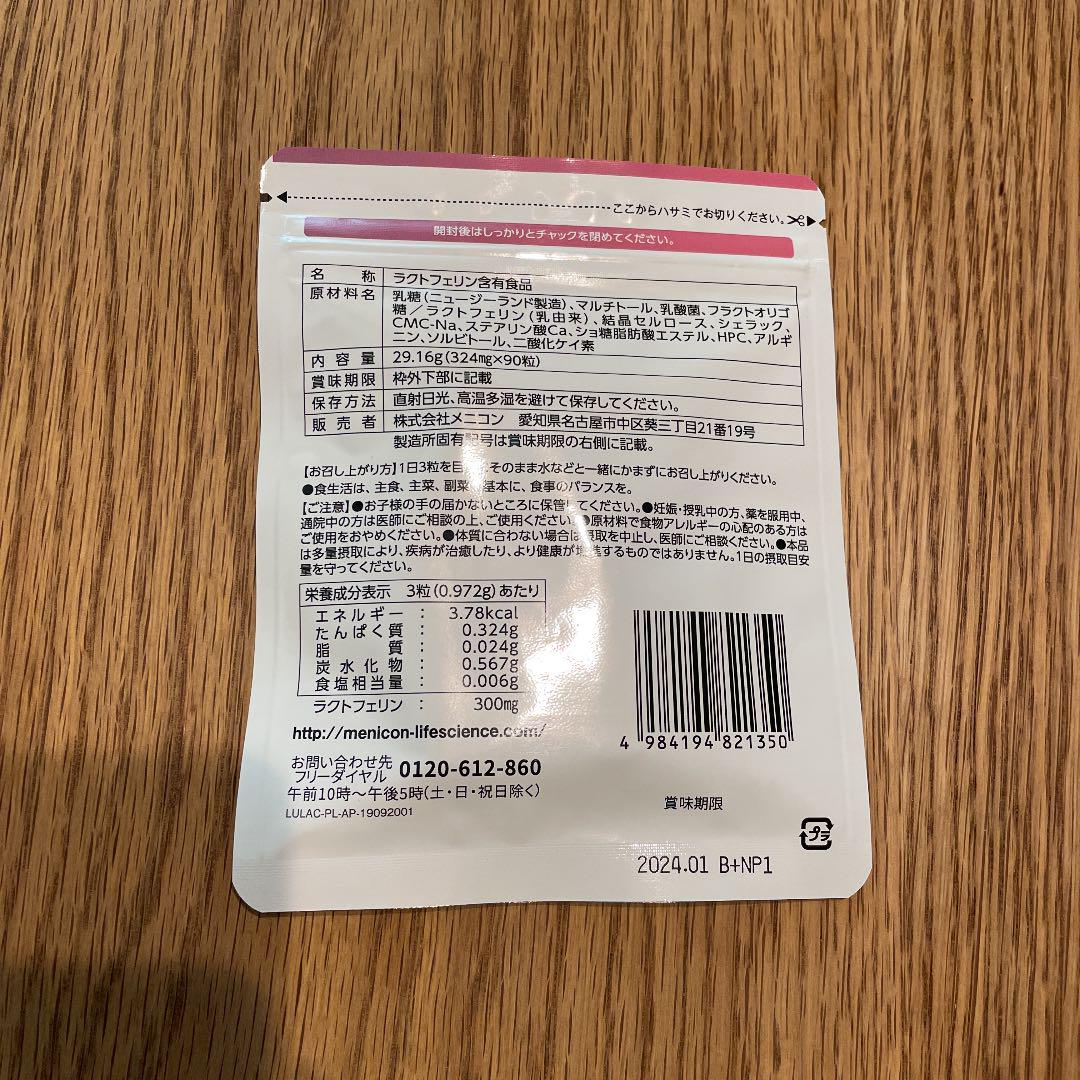 ここからハサミでお切りください。
開封後はしっかりとチャックを閉めてください。
名称 ラクトフェリン含有食品
原材料名 乳糖(ニュージーランド製造)、マルチトール、乳酸菌、フラクトオリゴ
糖/ラクトフェリン(乳由来)、結晶セルロース、シェラック、
CMC-Na、ステアリン酸Ca、ショ糖脂肪酸エステル、HPC、アルギ
ニン、ソルビトール、二酸化ケイ素
内容量 29.16g(324mg×90粒)
賞味期限 枠外下部に記載
保存方法 直射日光、高温多湿を避けて保存してください。
販売者 株式会社メニコン 愛知県名古屋市中区葵三丁目21番19号
製造所固有記号は賞味期限の右側に記載。
【お召し上がり方】1日3粒を目 そのまま水などと一緒にかまずにお召し上がりください。
●食生活は、主食、主菜、副菜 基本に、食事のバランスを。
【ご注意】●お子様の手の届かないところに保管してください。●妊娠・授乳中の方、薬を服用中、
通院中の方は医師にご相談の上、ご使用ください ●原材料で食物アレルギーの心配のある方は
ご使用をおやめください。●体質に合わない場合は摂取を中止し、医師にご相談ください。●本品
は多量摂取により、疾病が治癒したり、より健康が増進するものではありません。1日の摂取目安
量を守ってください。
栄養成分表示 3粒(0.972g)あたり
エネルギー : 3.78kcal
たんぱく質 : 0.324g
脂質 : 0.024g
炭水化物 : 0.567g
食塩相当量 : 0.006g
ラクトフェリン : 300mg
http://menicon-lifescience.com/
お問い合わせ先
フリーダイヤル 0120-612-860
午前10時~午後5時(土・日・祝日除く)
LULAC-PL-AP-19092001
4 984194 821350
賞味期限
プラ
2024.01 B+NP1